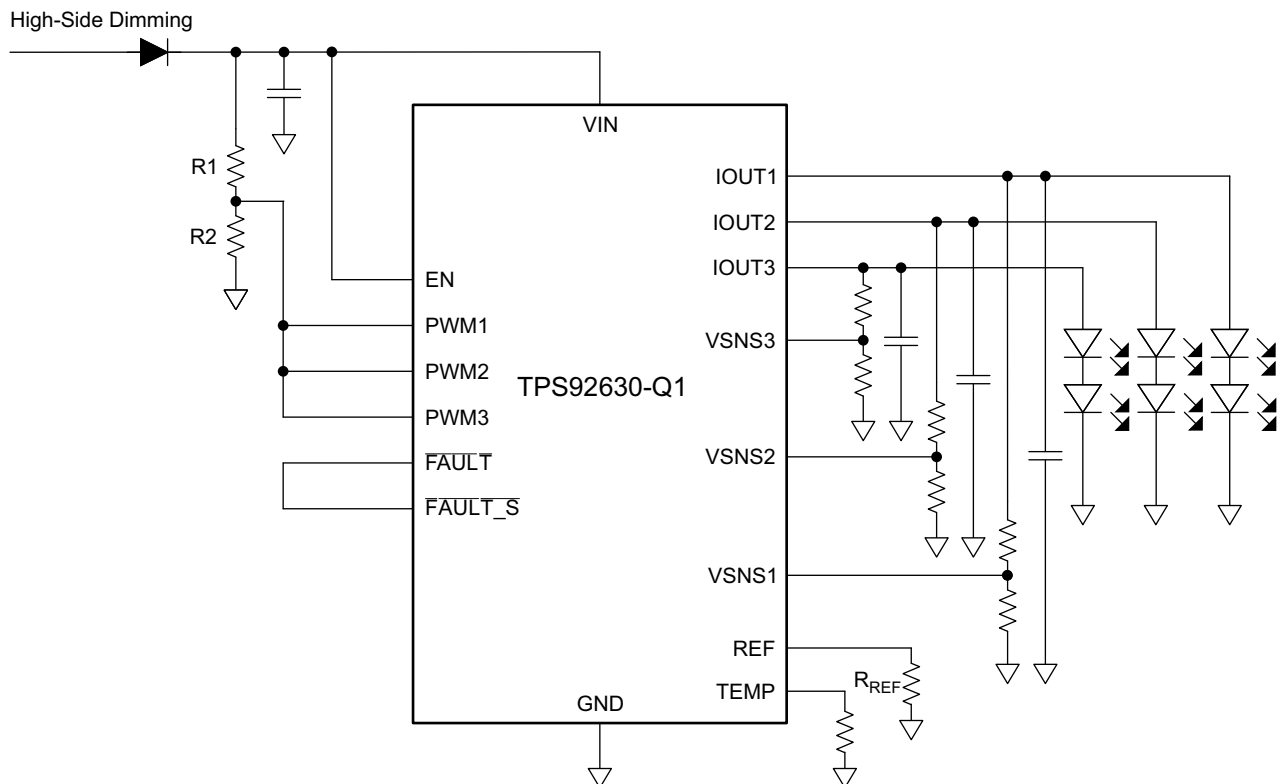 High-Side Dimming
VIN
R1
R2
EN
PWM1
PWM2
PWM3
FAULT
FAULT_S
TPS92630-Q1
IOUT1
IOUT2
IOUT3
VSNS3
VSNS2
VSNS1
REF
RREF
TEMP
GND